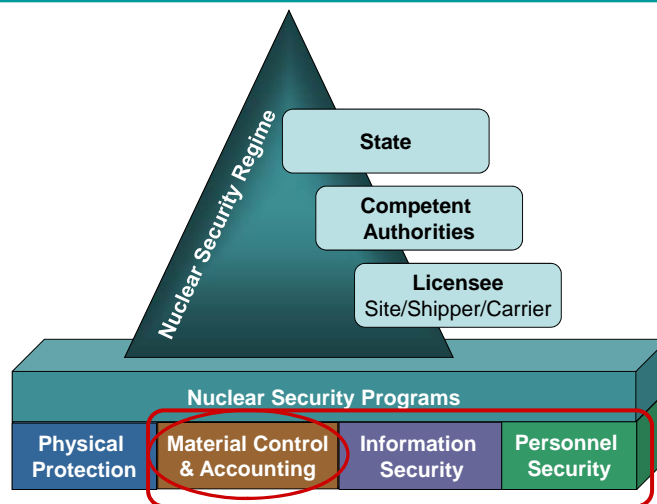 Nuclear Security Regime
State
Competent
Authorities
Licensee
Site/Shipper/Carrier
Nuclear Security Programs
Physical
Protection
Material Control
& Accounting
Information
Security
Personnel
Security